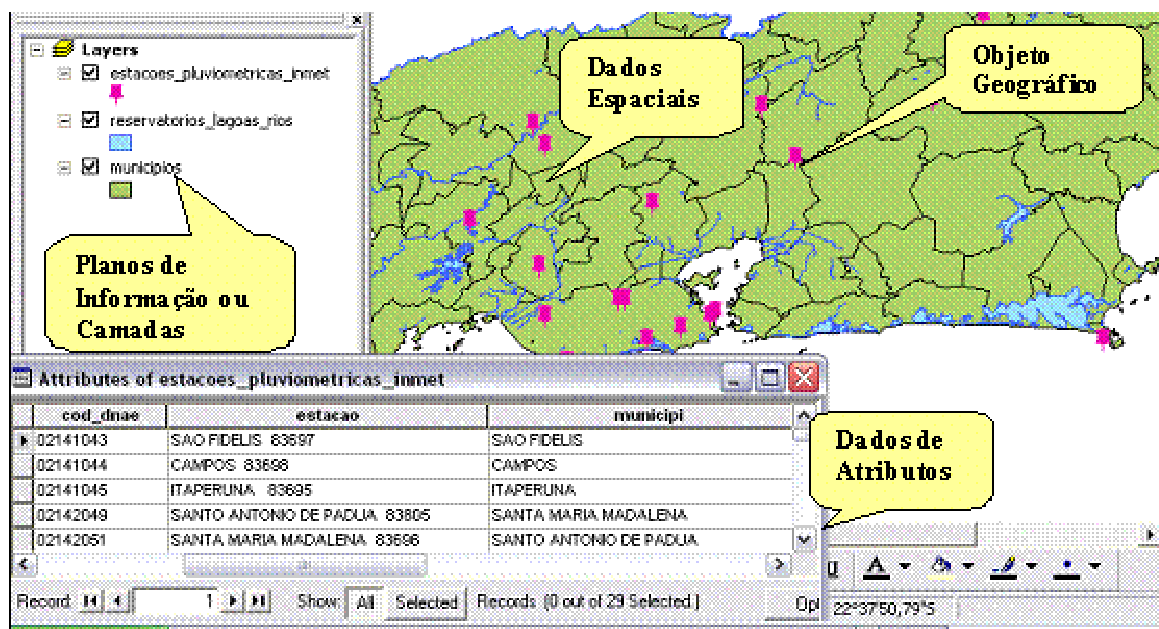 Layers
estacoes_pluviometricas_inmet
reservatorios_lagoas_rios
municipios
Dados
Espaciais
Objeto
Geográfico
Planos de
Informação ou
Camadas
Attributes of estacoes_pluviometricas_inmet
cod_dnae estacao municipi
02141043 SAO FIDELIS 83697 SAO FIDELIS
02141044 CAMPOS 83698 CAMPOS
02141045 ITAPERUNA 83695 ITAPERUNA
02142049 SANTO ANTONIO DE PADUA 83805 SANTA MARIA MADALENA
02142051 SANTA MARIA MADALENA 83696 SANTO ANTONIO DE PADUA
Dados de
Atributos
Record: 1 Show: All Selected Records (0 out of 29 Selected.) Opt
A
22°37'50,79"S